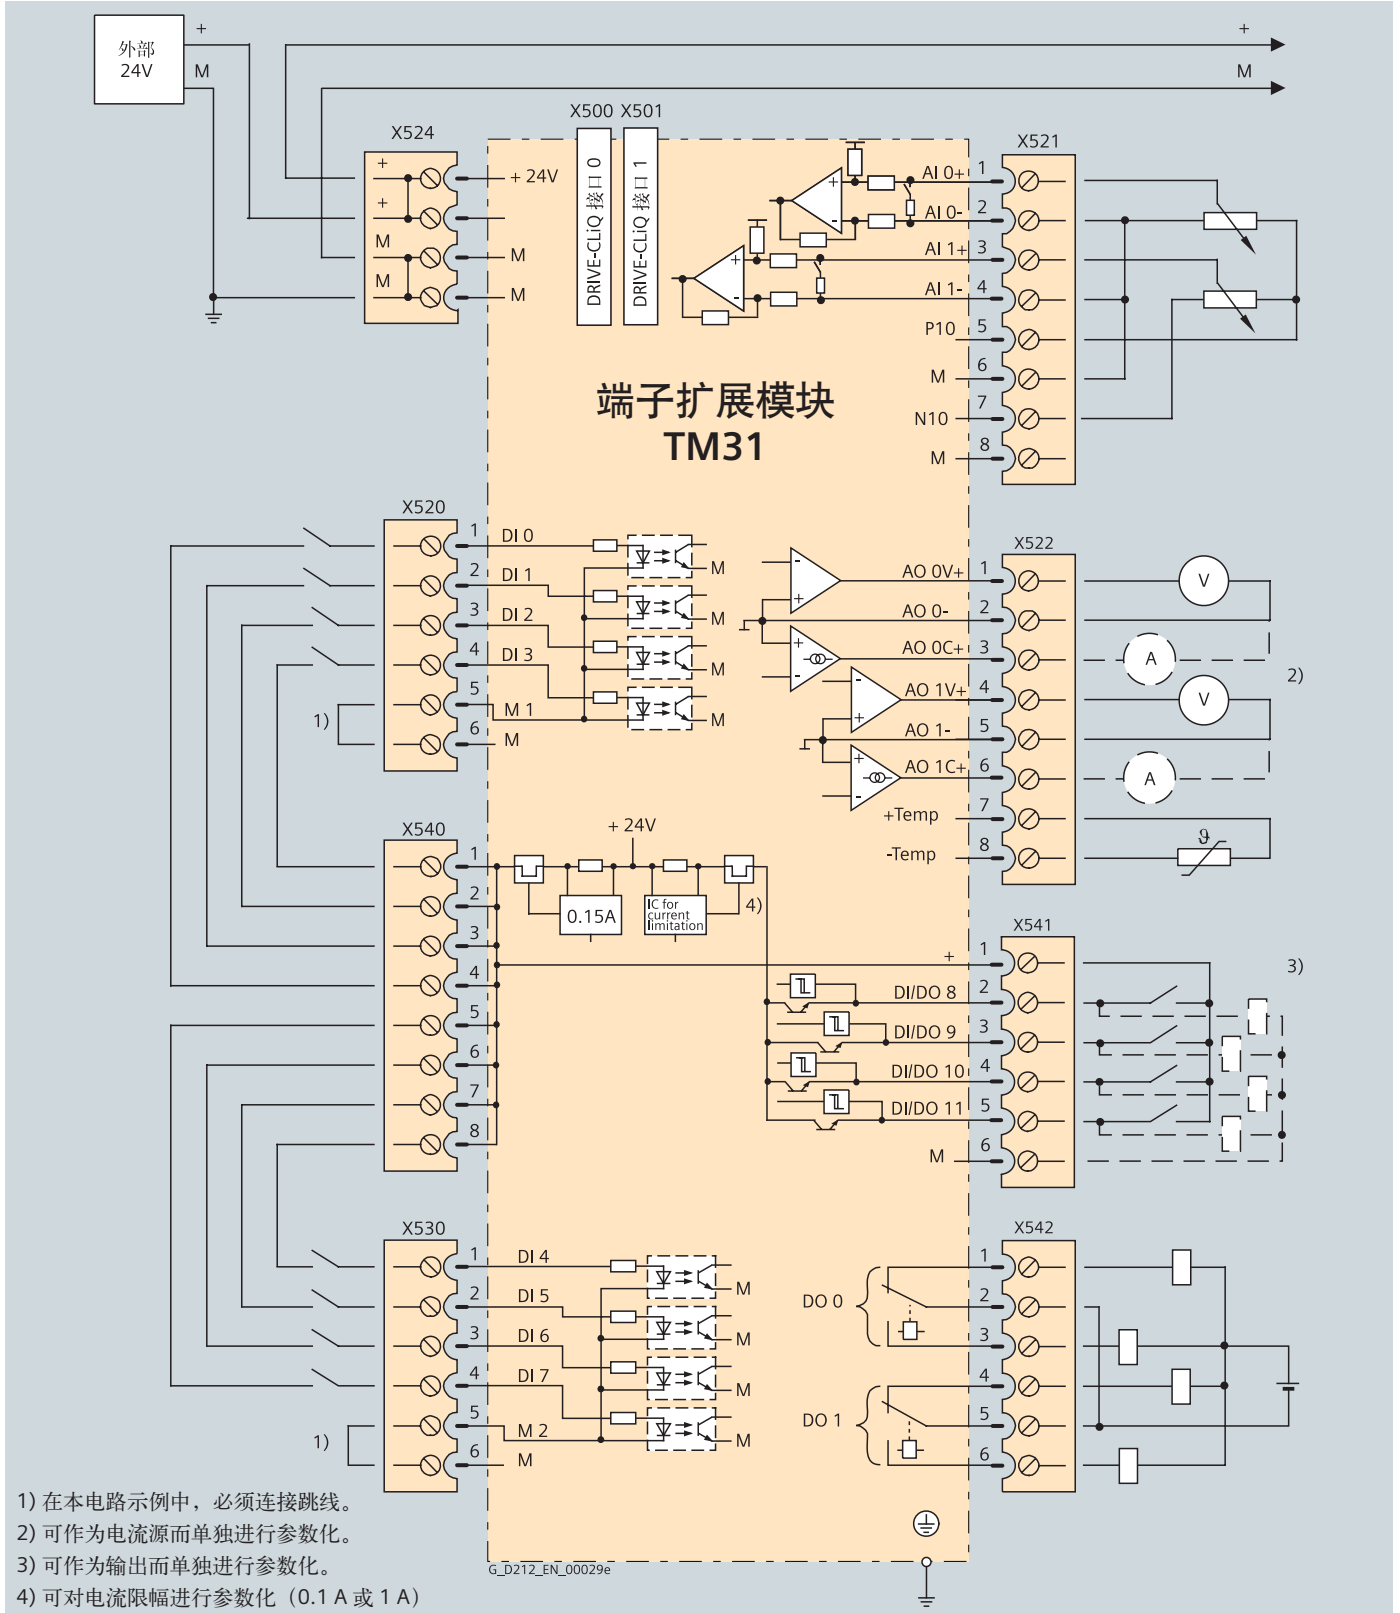 外部
24V
+
M
+
M
X524
+
+
M
M
+ 24V
M
M
X500 X501
DRIVE-CLiQ 接口 0
DRIVE-CLiQ 接口 1
X521
+
-
+
-
AI 0+ 1
AI 0- 2
AI 1+ 3
AI 1- 4
P10 5
M 6
N10 7
M 8
端子扩展模块
TM31
X520
1 DI 0
2 DI 1
3 DI 2
4 DI 3
5 M 1
6 M
1)
M
M
M
M
X522
-
+
+
-
-
+
+
-
AO 0V+ 1
AO 0- 2
AO 0C+ 3
AO 1V+ 4
AO 1- 5
AO 1C+ 6
+Temp 7
-Temp 8
V
A
V
A
2)
ϑ
X540
1
2
3
4
5
6
7
8
+ 24V
0.15A
IC for
current
limitation
4)
X541
+ 1
DI/DO 8 2
DI/DO 9 3
DI/DO 10 4
DI/DO 11 5
M 6
3)
X530
1 DI 4
2 DI 5
3 DI 6
4 DI 7
5 M 2
6 M
1)
M
M
M
M
X542
DO 0
DO 1
1
2
3
4
5
6
1) 在本电路示例中，必须连接跳线。
2) 可作为电流源而单独进行参数化。
3) 可作为输出而单独进行参数化。
4) 可对电流限幅进行参数化（0.1 A 或 1 A）
G_D212_EN_00029e